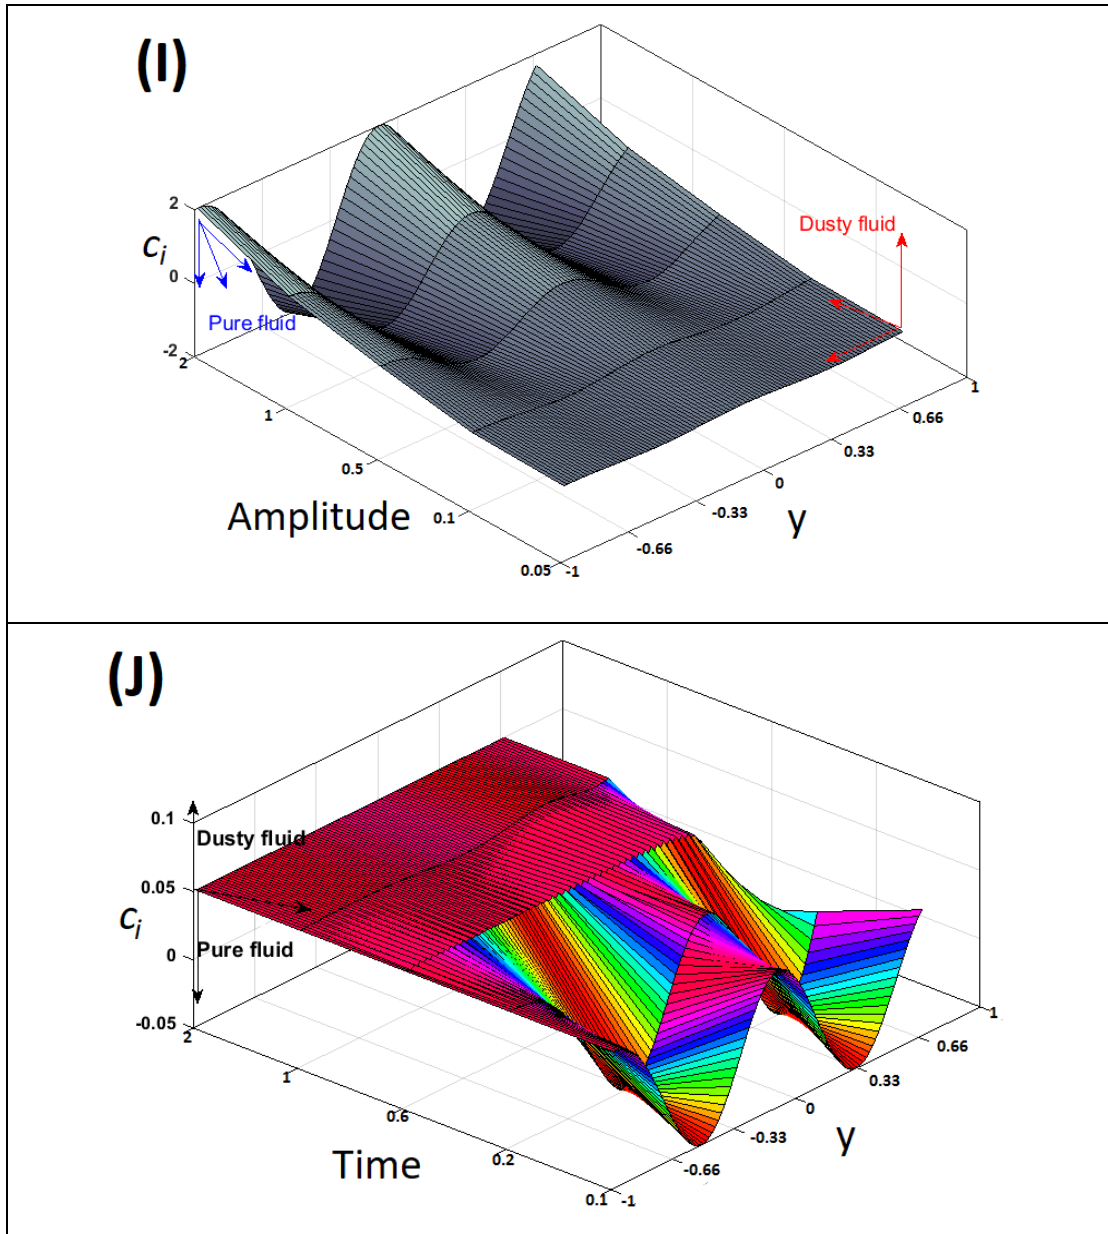 (I)
2
c_i
0
-2
Dusty fluid
Pure fluid
2
1
0.5
0.1
0.05
Amplitude
-1
-0.66
-0.33
0
0.33
0.66
1
y
(J)
0.1
Dusty fluid
0.05
c_i
Pure fluid
0
-0.05
2
1
0.6
0.2
0.1
Time
-1
-0.66
-0.33
0
0.33
0.66
1
y